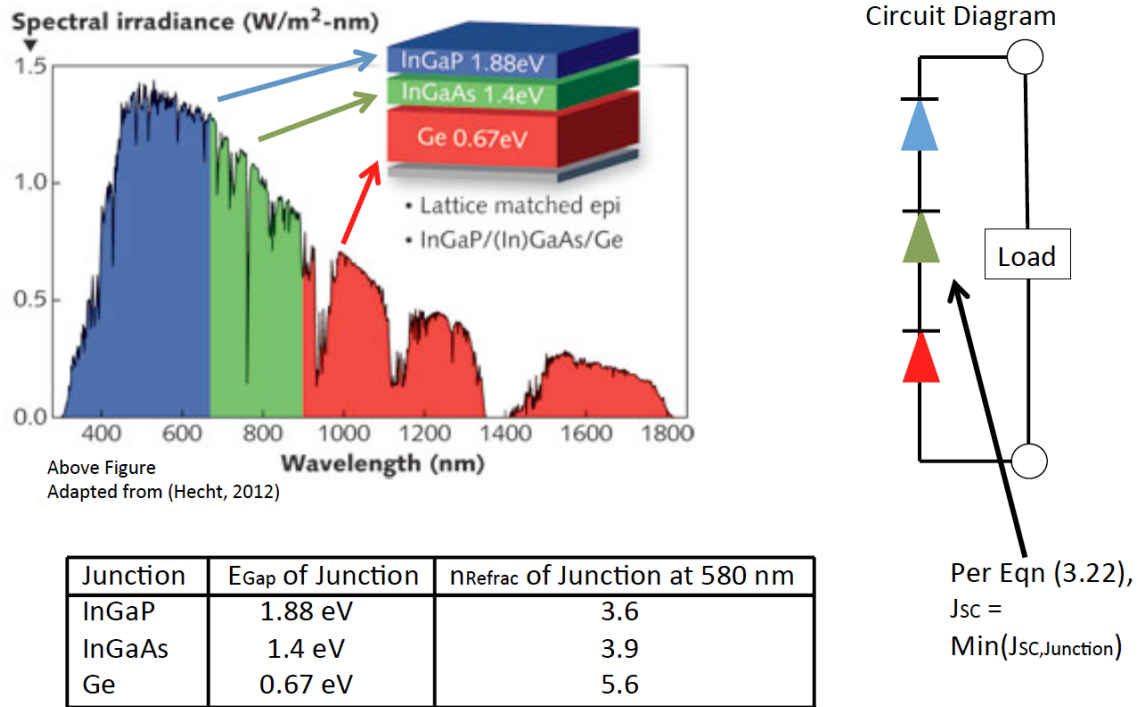 Spectral irradiance (W/m²-nm)
1.5
1.0
0.5
0.0
400 600 800 1000 1200 1400 1600 1800
Wavelength (nm)
InGaP 1.88eV
InGaAs 1.4eV
Ge 0.67eV
• Lattice matched epi
• InGaP/(In)GaAs/Ge
Above Figure
Adapted from (Hecht, 2012)
Circuit Diagram
Load
Per Eqn (3.22),
JSC =
Min(JSC,Junction)
Junction EGap of Junction nRefrac of Junction at 580 nm
InGaP 1.88 eV 3.6
InGaAs 1.4 eV 3.9
Ge 0.67 eV 5.6